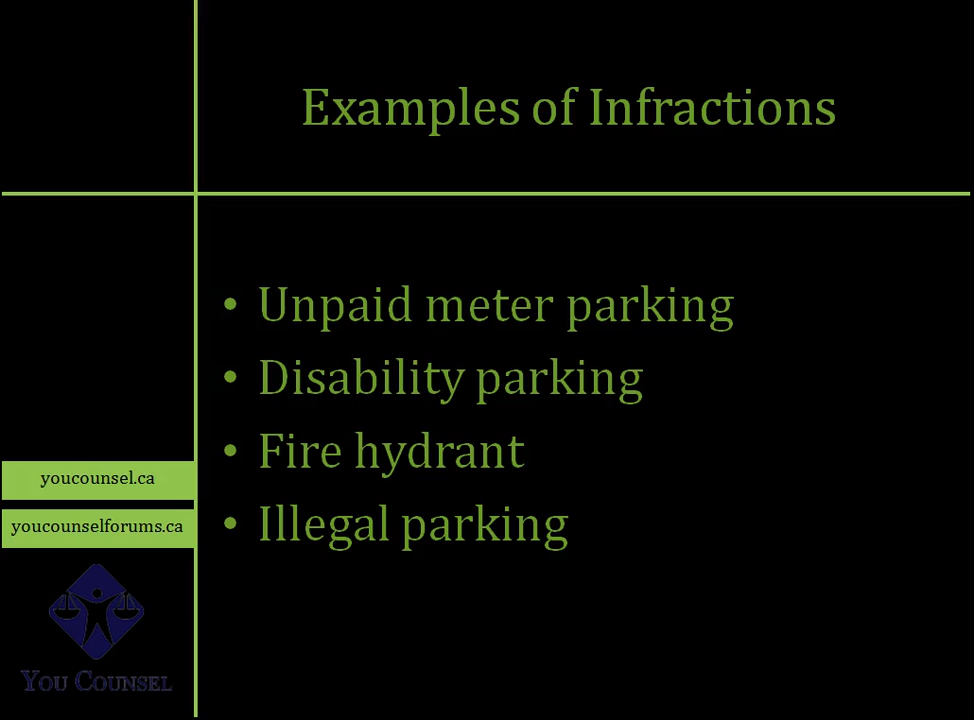 Examples of Infractions
• Unpaid meter parking
• Disability parking
• Fire hydrant
• Illegal parking
youcounsel.ca
youcounselforums.ca
YOU COUNSEL